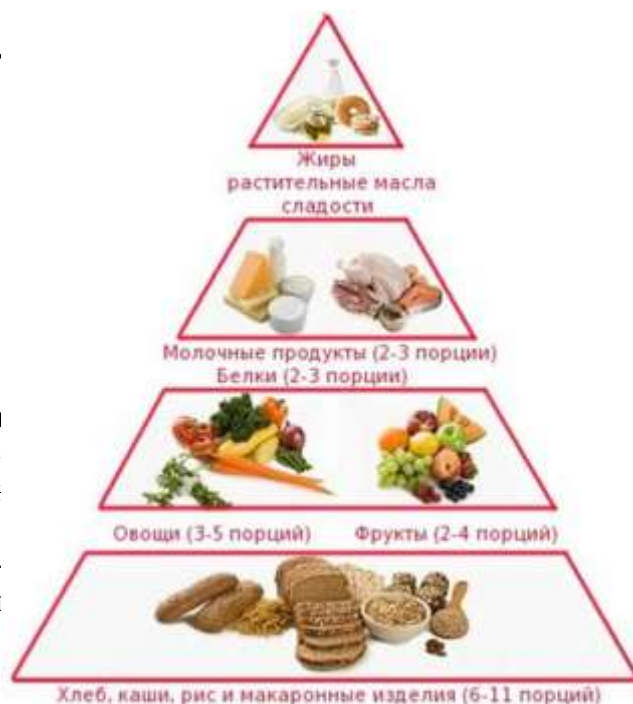 Жиры
растительные масла
сладости
Молочные продукты (2-3 порции)
Белки (2-3 порции)
Овощи (3-5 порций) Фрукты (2-4 порций)
Хлеб, каши, рис и макаронные изделия (6-11 порций)